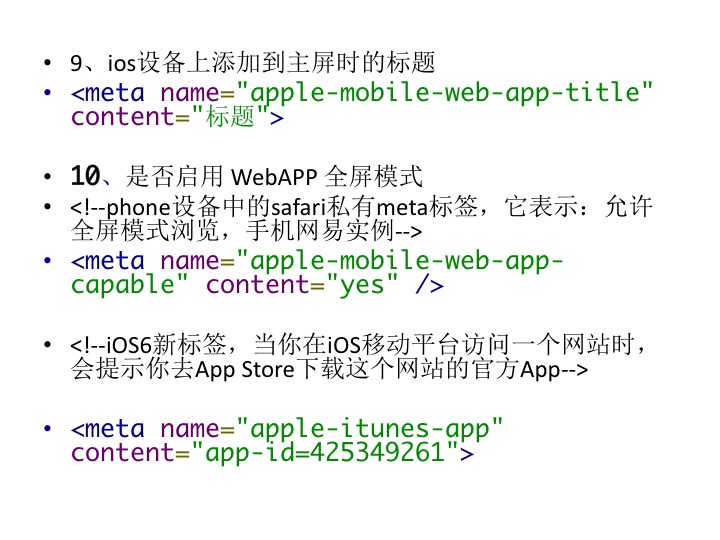 • 9、ios设备上添加到主屏时的标题
• <meta name="apple-mobile-web-app-title"
content="标题">
• 10、是否启用 WebAPP 全屏模式
• <!--phone设备中的safari私有meta标签，它表示：允许
全屏模式浏览，手机网易实例-->
• <meta name="apple-mobile-web-app-
capable" content="yes" />
• <!--iOS6新标签，当你在iOS移动平台访问一个网站时，
会提示你去App Store下载这个网站的官方App-->
• <meta name="apple-itunes-app"
content="app-id=425349261">